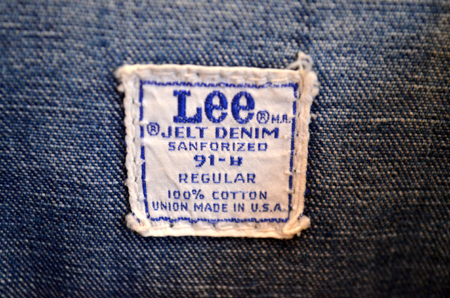 Lee® M.R.
®JELT DENIM
SANFORIZED
91-B
REGULAR
100% COTTON
UNION MADE IN U.S.A.